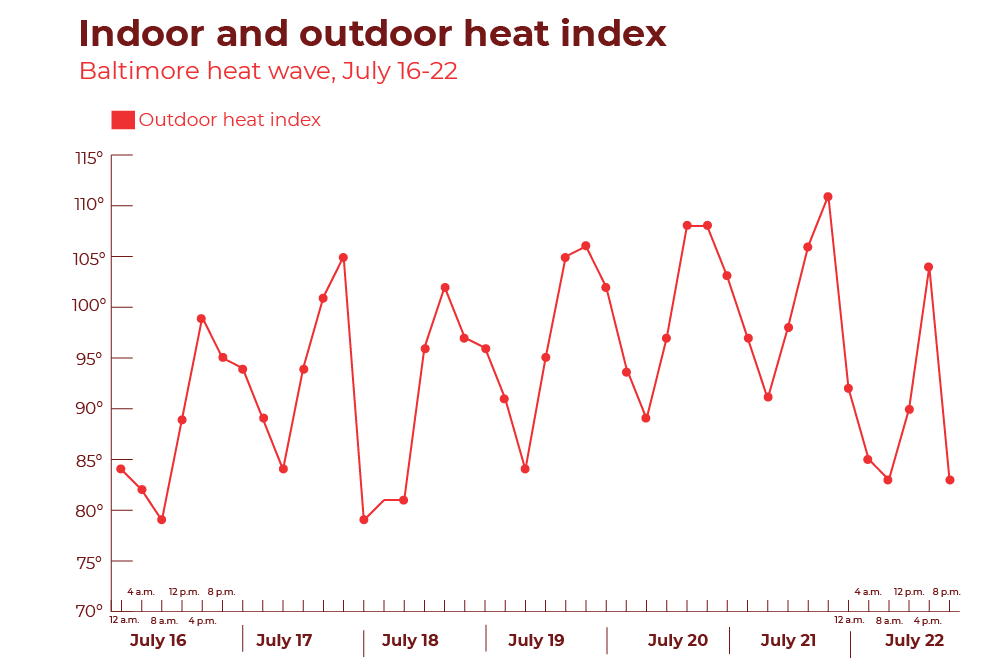 Indoor and outdoor heat index
Baltimore heat wave, July 16-22
Outdoor heat index
115°
110°
105°
100°
95°
90°
85°
80°
75°
70°
4 a.m. 12 p.m. 8 p.m. 4 a.m. 12 p.m. 8 p.m.
12 a.m. 8 a.m. 4 p.m. 12 a.m. 8 a.m. 4 p.m.
July 16 July 17 July 18 July 19 July 20 July 21 July 22